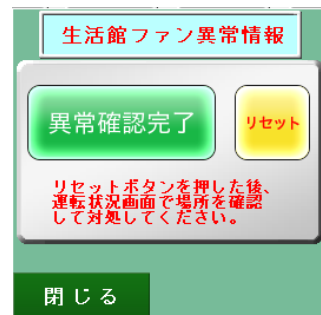 生活館ファン異常情報
異常確認完了
リセット
リセットボタンを押した後、
運転状況画面で場所を確認
して対処してください。
閉じる